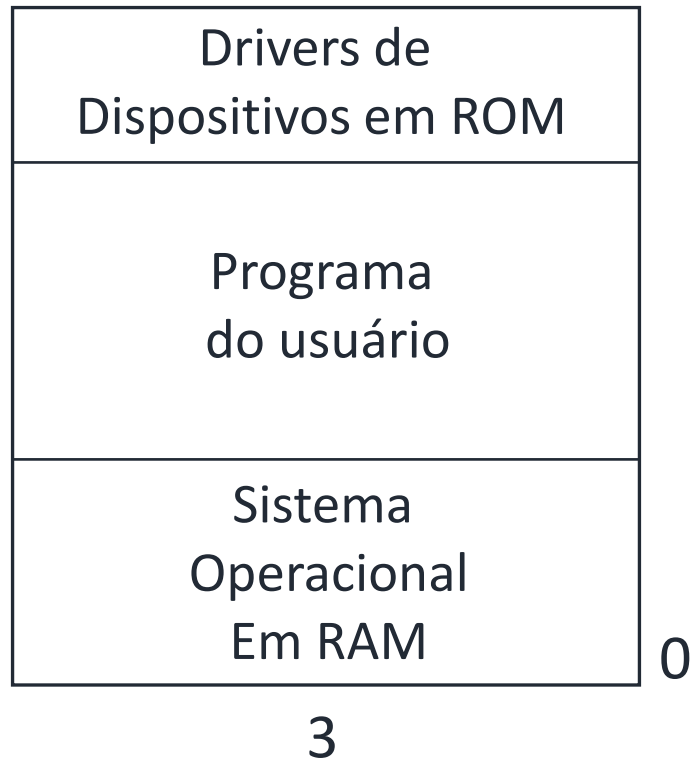 Drivers de
Dispositivos em ROM
Programa
do usuário
Sistema
Operacional
Em RAM
0
3